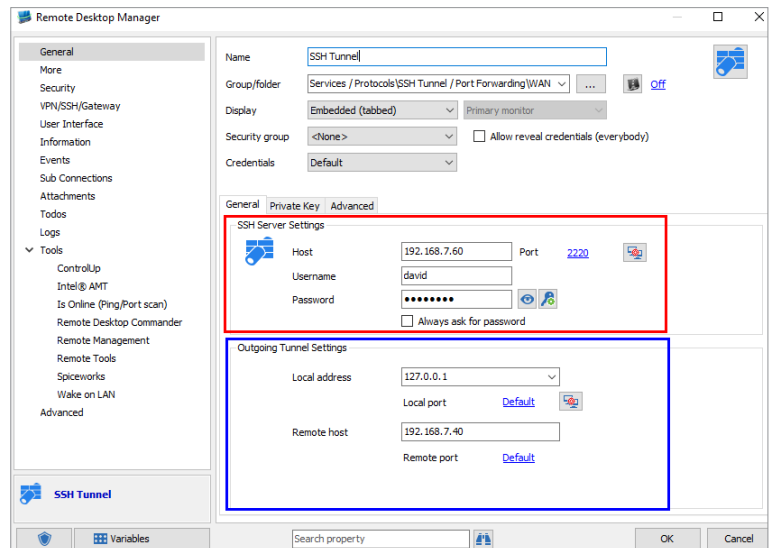 Remote Desktop Manager
General
More
Security
VPN/SSH/Gateway
User Interface
Information
Events
Sub Connections
Attachments
Todos
Logs
Tools
ControlUp
Intel® AMT
Is Online (Ping/Port scan)
Remote Desktop Commander
Remote Management
Remote Tools
Spiceworks
Wake on LAN
Advanced
SSH Tunnel
Name SSH Tunnel
Group/folder Services / Protocols\SSH Tunnel / Port Forwarding\WAN ... Off
Display Embedded (tabbed) Primary monitor
Security group <None> Allow reveal credentials (everybody)
Credentials Default
General Private Key Advanced
SSH Server Settings
Host 192.168.7.60 Port 2220
Username david
Password ••••••••
Always ask for password
Outgoing Tunnel Settings
Local address 127.0.0.1
Local port Default
Remote host 192.168.7.40
Remote port Default
Variables Search property OK Cancel